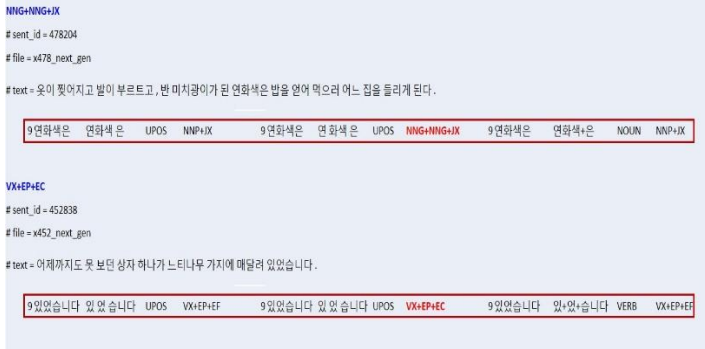 NNG+NNG+JX
# sent_id = 478204
# file = x478_next_gen
# text = 옷이 찢어지고 발이 부르트고 , 반 미치광이가 된 연화색은 밥을 얻어 먹으러 어느 집을 들리게 된다 .
9 연화색은 연화색 은 UPOS NNP+JX 9 연화색은 연 화색 은 UPOS NNG+NNG+JX 9 연화색은 연화색+은 NOUN NNP+JX
VX+EP+EC
# sent_id = 452838
# file = x452_next_gen
# text = 어제까지도 못 보던 상자 하나가 느티나무 가지에 매달려 있었습니다 .
9 있었습니다 있 었 습니다 UPOS VX+EP+EF 9 있었습니다 있 었 습니다 UPOS VX+EP+EC 9 있었습니다 있+었+습니다 VERB VX+EP+EF